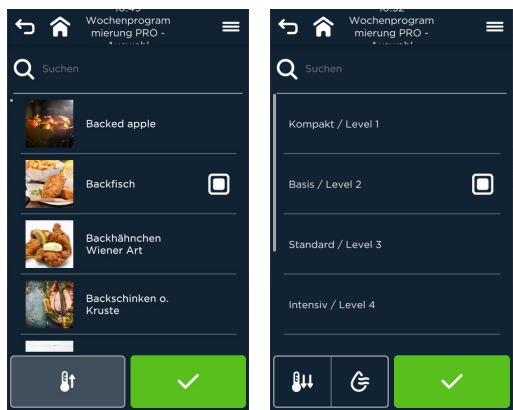 Wochenprogram
mierung PRO -
Suchen
Backed apple
Backfisch
Backhähnchen
Wiener Art
Backschinken o.
Kruste
Wochenprogram
mierung PRO -
Suchen
Kompakt / Level 1
Basis / Level 2
Standard / Level 3
Intensiv / Level 4